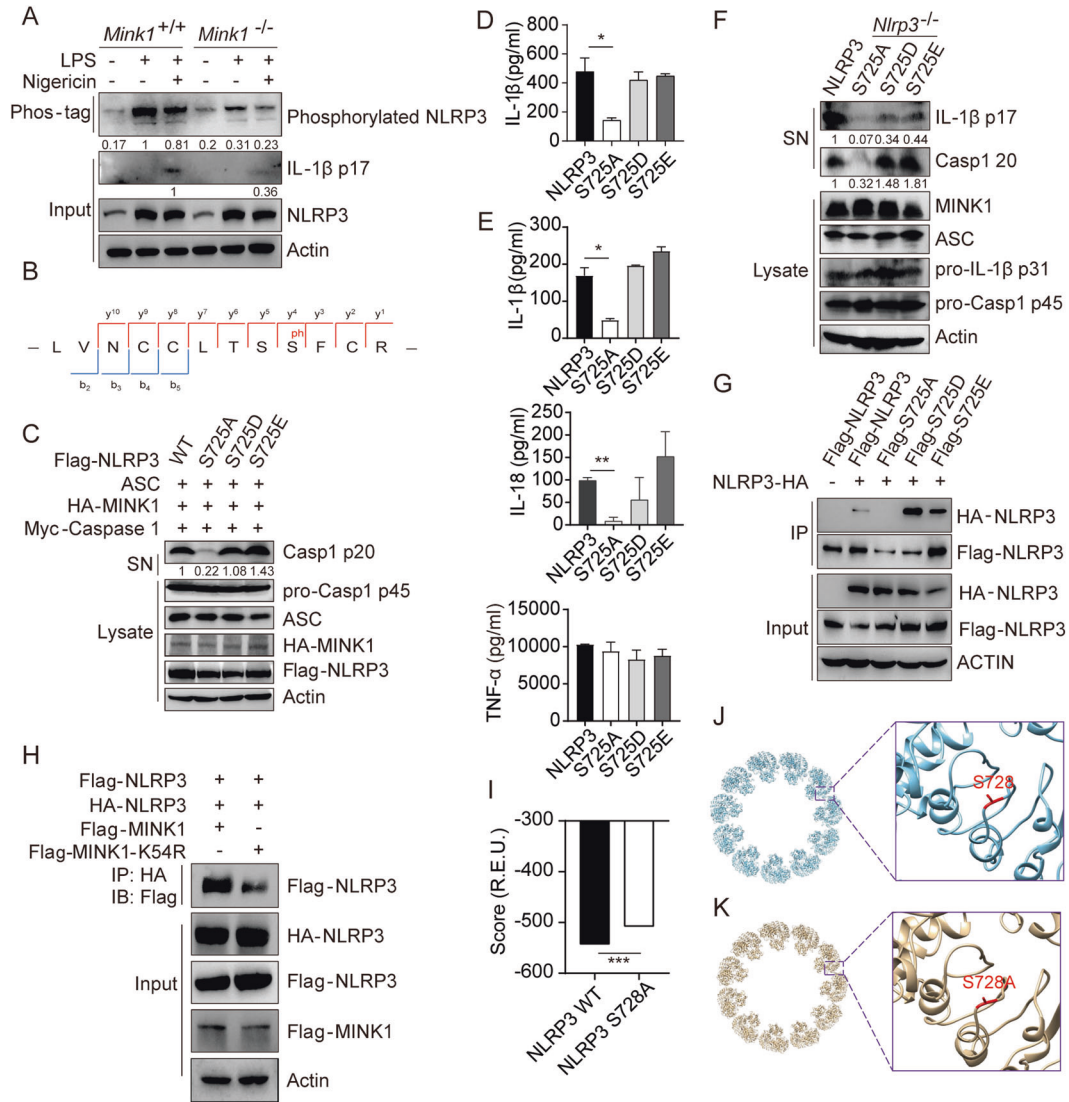 A
Mink1 +/+ Mink1 -/-
LPS - + + - + +
Nigericin - - + - - +
Phos-tag
Phosphorylated NLRP3
0.17 1 0.81 0.2 0.31 0.23
IL-1β p17
1 0.36
Input
NLRP3
Actin
B
y10 y9 y8 y7 y6 y5 y4 y3 y2 y1
ph
— L V N C C L T S S F C R —
b2 b3 b4 b5
C
WT S725A S725D S725E
Flag-NLRP3
ASC + + + +
HA-MINK1 + + + +
Myc-Caspase 1 + + + +
SN
Casp1 p20
1 0.22 1.08 1.43
Lysate
pro-Casp1 p45
ASC
HA-MINK1
Flag-NLRP3
Actin
D
IL-1β(pg/ml)
600
400
200
0
*
NLRP3 S725A S725D S725E
E
IL-1β(pg/ml)
300
200
100
0
*
NLRP3 S725A S725D S725E
IL-18 (pg/ml)
250
200
150
100
50
0
**
NLRP3 S725A S725D S725E
TNF-α (pg/ml)
15000
10000
5000
0
NLRP3 S725A S725D S725E
F
Nlrp3-/-
NLRP3 S725A S725D S725E
SN
IL-1β p17
1 0.07 0.34 0.44
Casp1 20
1 0.32 1.48 1.81
Lysate
MINK1
ASC
pro-IL-1β p31
pro-Casp1 p45
Actin
G
Flag-NLRP3 Flag-NLRP3 Flag-S725A Flag-S725D Flag-S725E
NLRP3-HA - + + + +
IP
HA-NLRP3
Flag-NLRP3
Input
HA-NLRP3
Flag-NLRP3
ACTIN
H
Flag-NLRP3 + +
HA-NLRP3 + +
Flag-MINK1 + -
Flag-MINK1-K54R - +
IP: HA
IB: Flag
Flag-NLRP3
Input
HA-NLRP3
Flag-NLRP3
Flag-MINK1
Actin
I
Score (R.E.U.)
-300
-400
-500
-600
***
NLRP3 WT NLRP3 S728A
J
S728
K
S728A